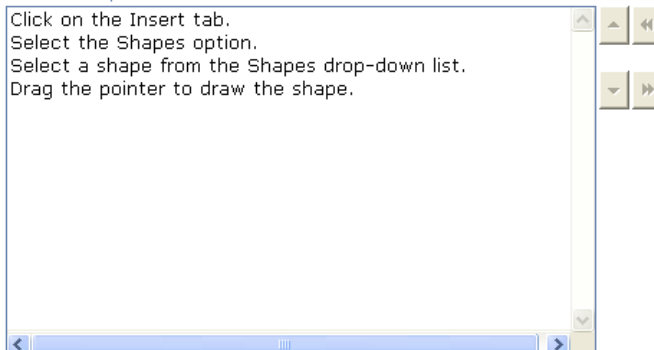 Click on the Insert tab.
Select the Shapes option.
Select a shape from the Shapes drop-down list.
Drag the pointer to draw the shape.